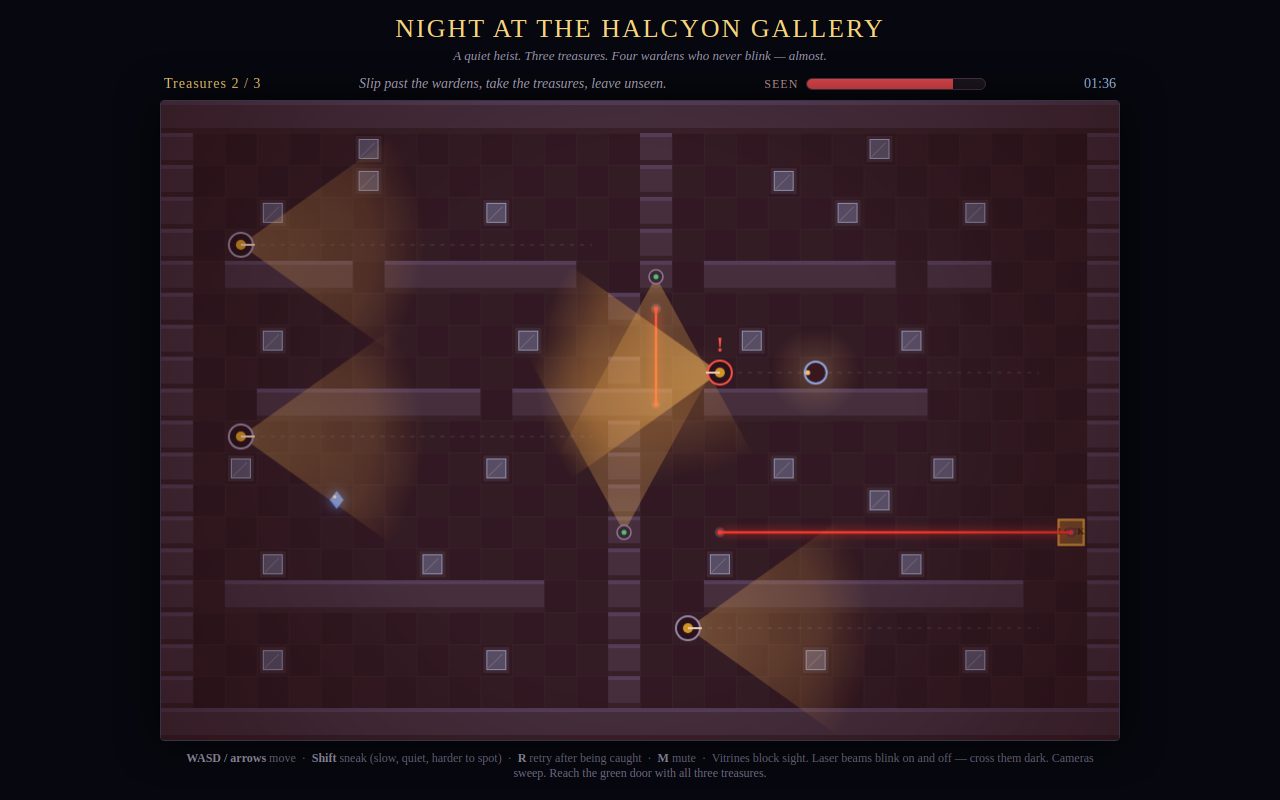 NIGHT AT THE HALCYON GALLERY
A quiet heist. Three treasures. Four wardens who never blink — almost.
Treasures 2 / 3
Slip past the wardens, take the treasures, leave unseen.
SEEN
01:36
!
WASD / arrows move · Shift sneak (slow, quiet, harder to spot) · R retry after being caught · M mute · Vitrines block sight. Laser beams blink on and off — cross them dark. Cameras
sweep. Reach the green door with all three treasures.